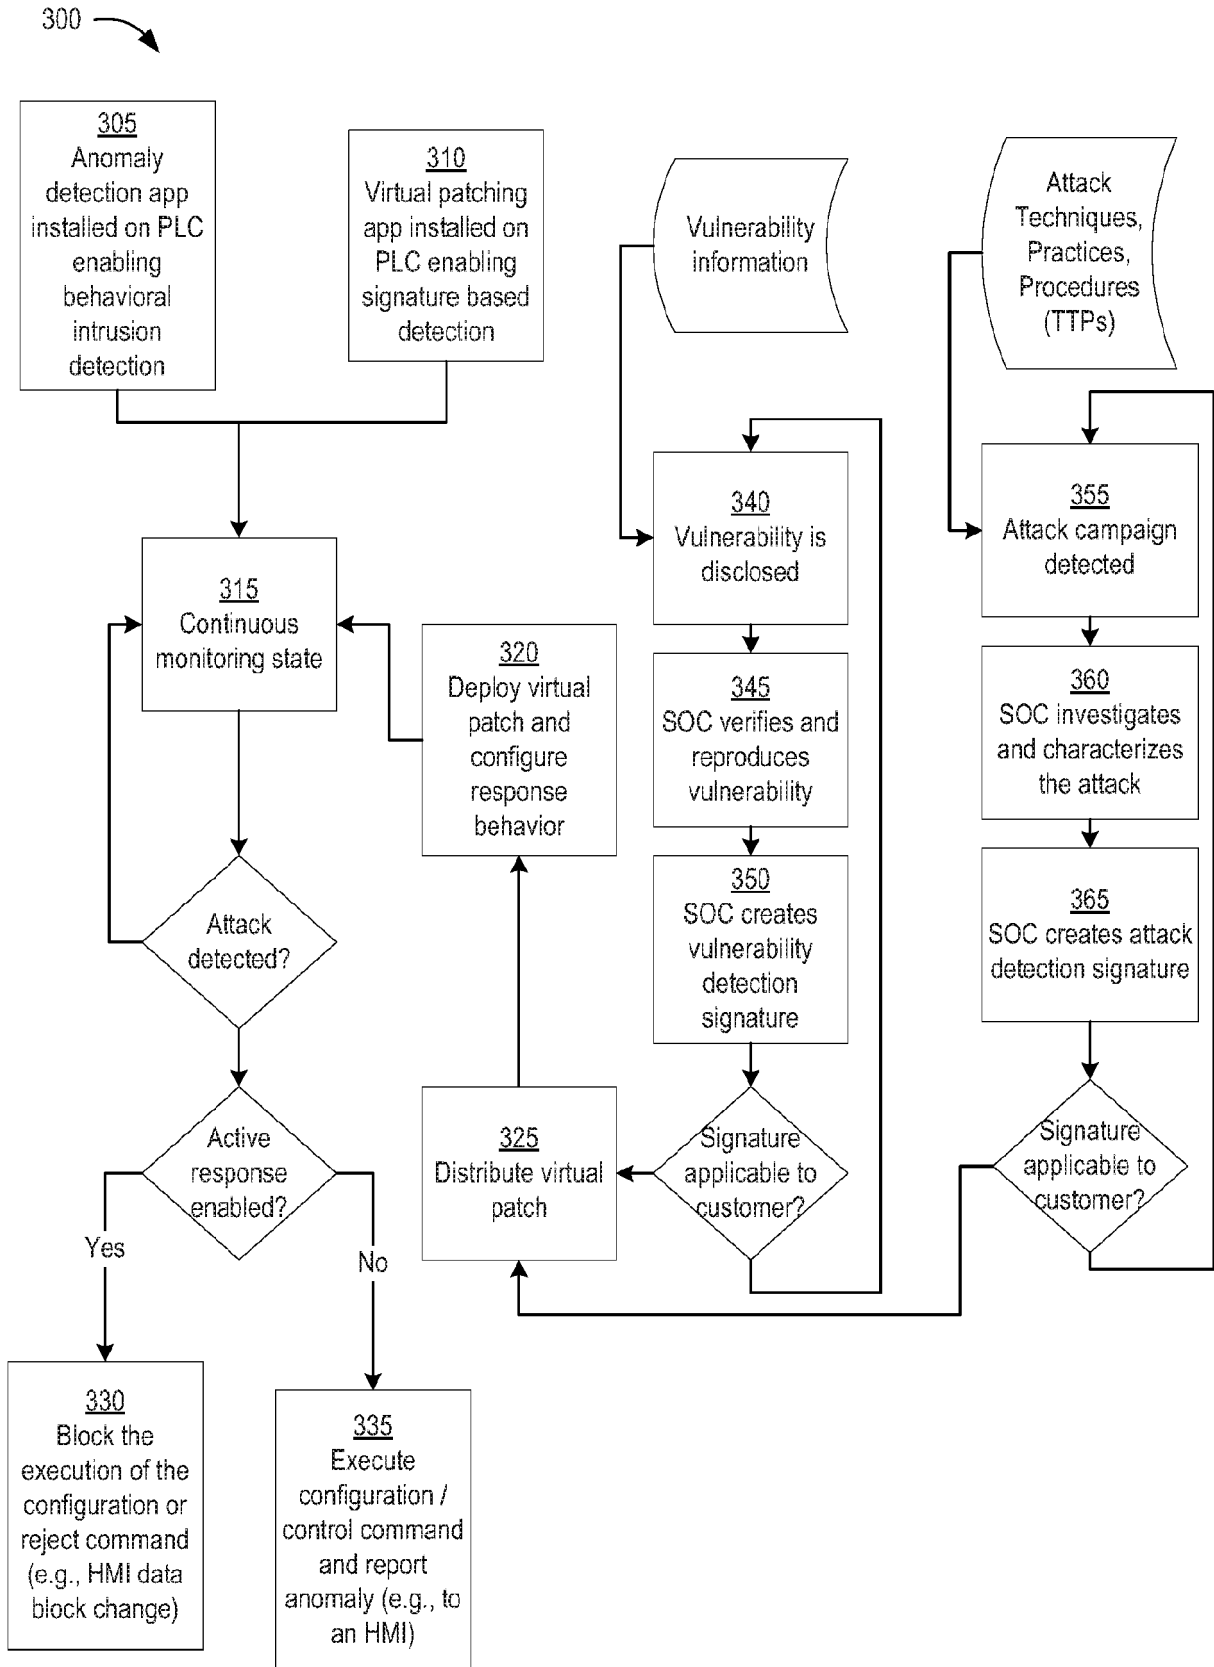 300
305
Anomaly
detection app
installed on PLC
enabling
behavioral
intrusion
detection
310
Virtual patching
app installed on
PLC enabling
signature based
detection
Vulnerability
information
Attack
Techniques,
Practices,
Procedures
(TTPs)
315
Continuous
monitoring state
320
Deploy virtual
patch and
configure
response
behavior
340
Vulnerability is
disclosed
355
Attack campaign
detected
345
SOC verifies and
reproduces
vulnerability
360
SOC investigates
and characterizes
the attack
350
SOC creates
vulnerability
detection
signature
365
SOC creates attack
detection signature
Attack
detected?
Active
response
enabled?
325
Distribute virtual
patch
Signature
applicable to
customer?
Signature
applicable to
customer?
Yes
No
330
Block the
execution of the
configuration or
reject command
(e.g., HMI data
block change)
335
Execute
configuration /
control command
and report
anomaly (e.g., to
an HMI)